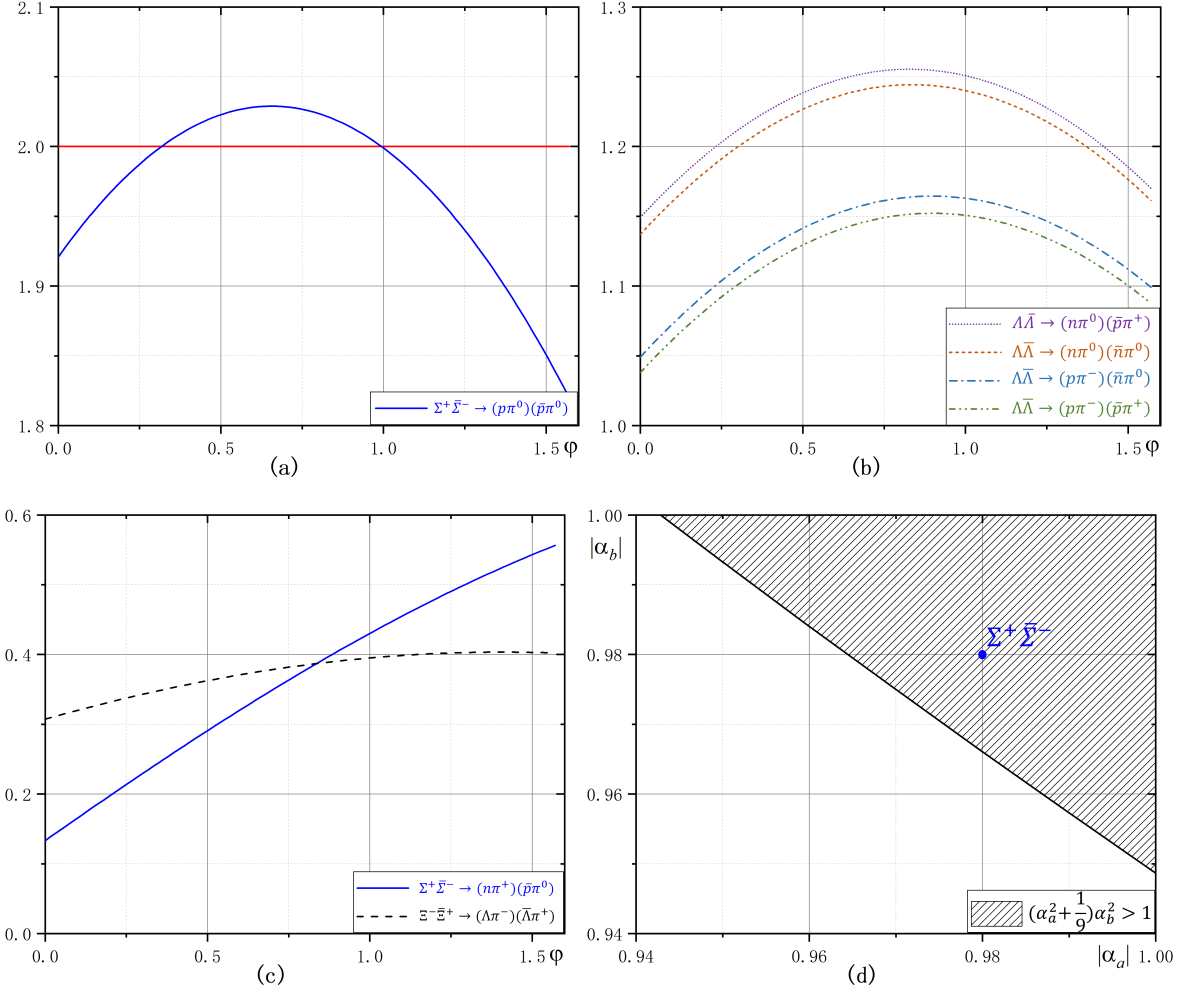 2.1
2.0
1.9
1.8
0.0 0.5 1.0 1.5 φ
Σ⁺Σ̄⁻ → (pπ⁰)(p̄π⁰)
(a)
1.3
1.2
1.1
1.0
0.0 0.5 1.0 1.5 φ
ΛΛ̄ → (nπ⁰)(p̄π⁺)
ΛΛ̄ → (nπ⁰)(n̄π⁰)
ΛΛ̄ → (pπ⁻)(n̄π⁰)
ΛΛ̄ → (pπ⁻)(p̄π⁺)
(b)
0.6
0.4
0.2
0.0
0.0 0.5 1.0 1.5 φ
Σ⁺Σ̄⁻ → (nπ⁺)(p̄π⁰)
Ξ⁻Ξ̄⁺ → (Λπ⁻)(Λ̄π⁺)
(c)
1.00
|α_b|
0.98
0.96
0.94
Σ⁺Σ̄⁻
(α_a²+1/9)α_b² > 1
0.94 0.96 0.98 |α_a| 1.00
(d)